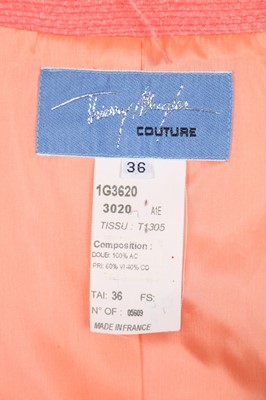 Thierry Mugler
COUTURE
36
1G3620
3020 A1E
TISSU : T1305
Composition :
DOUB: 100% AC
PRI: 60% VI 40% CO
TAI: 36 FS:
N° OF : 05609
MADE IN FRANCE